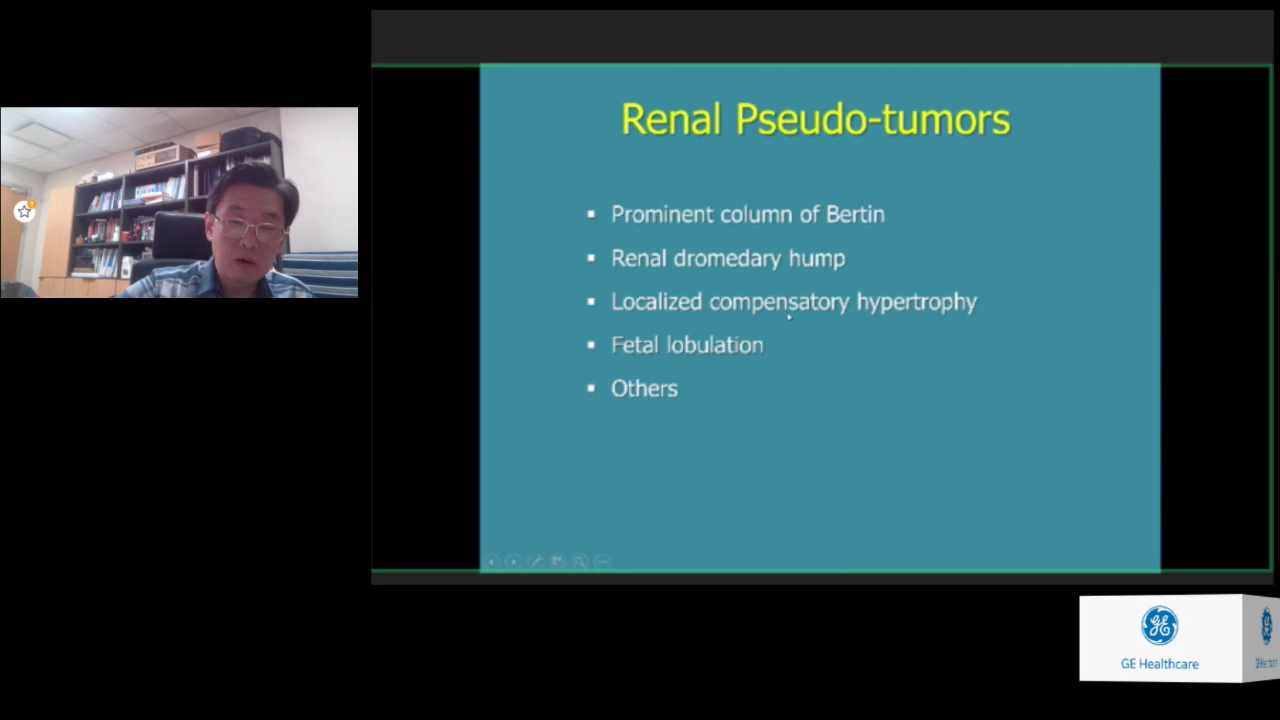 Renal Pseudo-tumors
▪ Prominent column of Bertin
▪ Renal dromedary hump
▪ Localized compensatory hypertrophy
▪ Fetal lobulation
▪ Others
GE Healthcare